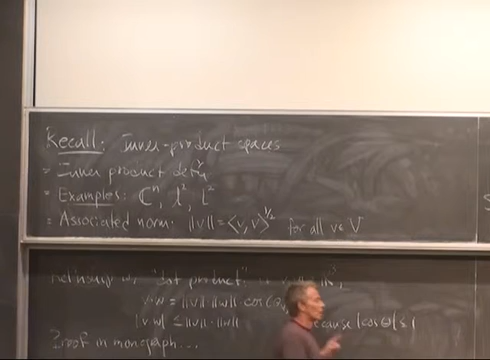 Recall: Inner-product spaces
- Inner product defn
- Examples: ℂⁿ, l², L²
- Associated norm: ||v|| = <v,v>^{1/2} for all v ∈ V
"dot product"
v·w = ||v|| ||w|| · cos
|v·w| ≤ ||v|| · ||w|| because |cos θ| ≤ 1
Proof in monograph...